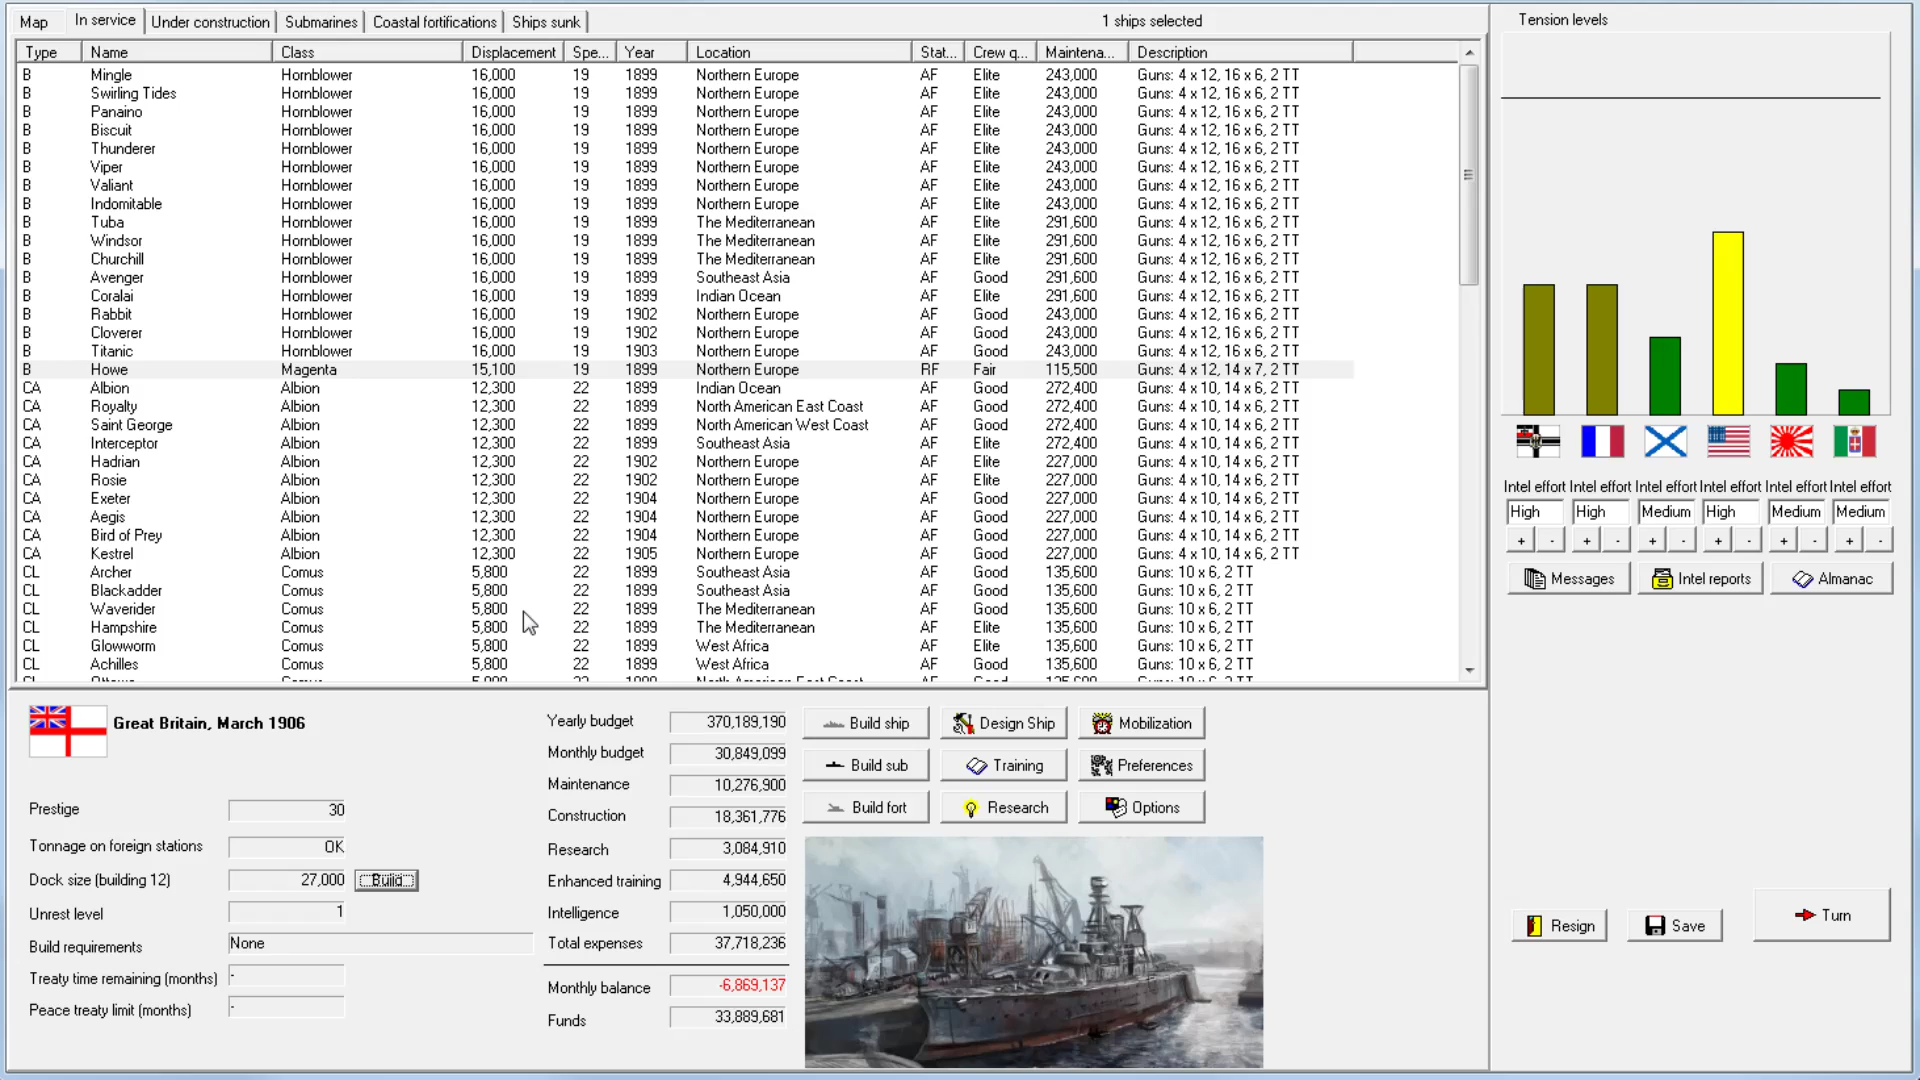 Map In service Under construction Submarines Coastal fortifications Ships sunk 1 ships selected Tension levels
Type Name Class Displacement Spe... Year Location Stat... Crew q... Maintena... Description
B Mingle Hornblower 16,000 19 1899 Northern Europe AF Elite 243,000 Guns: 4 x 12, 16 x 6, 2 TT
B Swirling Tides Hornblower 16,000 19 1899 Northern Europe AF Elite 243,000 Guns: 4 x 12, 16 x 6, 2 TT
B Panaino Hornblower 16,000 19 1899 Northern Europe AF Elite 243,000 Guns: 4 x 12, 16 x 6, 2 TT
B Biscuit Hornblower 16,000 19 1899 Northern Europe AF Elite 243,000 Guns: 4 x 12, 16 x 6, 2 TT
B Thunderer Hornblower 16,000 19 1899 Northern Europe AF Elite 243,000 Guns: 4 x 12, 16 x 6, 2 TT
B Viper Hornblower 16,000 19 1899 Northern Europe AF Elite 243,000 Guns: 4 x 12, 16 x 6, 2 TT
B Valiant Hornblower 16,000 19 1899 Northern Europe AF Elite 243,000 Guns: 4 x 12, 16 x 6, 2 TT
B Indomitable Hornblower 16,000 19 1899 Northern Europe AF Elite 243,000 Guns: 4 x 12, 16 x 6, 2 TT
B Tuba Hornblower 16,000 19 1899 The Mediterranean AF Elite 291,600 Guns: 4 x 12, 16 x 6, 2 TT
B Windsor Hornblower 16,000 19 1899 The Mediterranean AF Elite 291,600 Guns: 4 x 12, 16 x 6, 2 TT
B Churchill Hornblower 16,000 19 1899 The Mediterranean AF Elite 291,600 Guns: 4 x 12, 16 x 6, 2 TT
B Avenger Hornblower 16,000 19 1899 Southeast Asia AF Good 291,600 Guns: 4 x 12, 16 x 6, 2 TT
B Coralai Hornblower 16,000 19 1899 Indian Ocean AF Elite 291,600 Guns: 4 x 12, 16 x 6, 2 TT
B Rabbit Hornblower 16,000 19 1902 Northern Europe AF Good 243,000 Guns: 4 x 12, 16 x 6, 2 TT
B Cloverer Hornblower 16,000 19 1902 Northern Europe AF Good 243,000 Guns: 4 x 12, 16 x 6, 2 TT
B Titanic Hornblower 16,000 19 1903 Northern Europe AF Good 243,000 Guns: 4 x 12, 16 x 6, 2 TT
B Howe Magenta 15,100 19 1899 Northern Europe RF Fair 115,500 Guns: 4 x 12, 14 x 7, 2 TT
CA Albion Albion 12,300 22 1899 Indian Ocean AF Good 272,400 Guns: 4 x 10, 14 x 6, 2 TT
CA Royalty Albion 12,300 22 1899 North American East Coast AF Good 272,400 Guns: 4 x 10, 14 x 6, 2 TT
CA Saint George Albion 12,300 22 1899 North American West Coast AF Good 272,400 Guns: 4 x 10, 14 x 6, 2 TT
CA Interceptor Albion 12,300 22 1899 Southeast Asia AF Elite 272,400 Guns: 4 x 10, 14 x 6, 2 TT
CA Hadrian Albion 12,300 22 1902 Northern Europe AF Elite 227,000 Guns: 4 x 10, 14 x 6, 2 TT
CA Rosie Albion 12,300 22 1902 Northern Europe AF Elite 227,000 Guns: 4 x 10, 14 x 6, 2 TT
CA Exeter Albion 12,300 22 1904 Northern Europe AF Good 227,000 Guns: 4 x 10, 14 x 6, 2 TT
CA Aegis Albion 12,300 22 1904 Northern Europe AF Good 227,000 Guns: 4 x 10, 14 x 6, 2 TT
CA Bird of Prey Albion 12,300 22 1904 Northern Europe AF Good 227,000 Guns: 4 x 10, 14 x 6, 2 TT
CA Kestrel Albion 12,300 22 1905 Northern Europe AF Good 227,000 Guns: 4 x 10, 14 x 6, 2 TT
CL Archer Comus 5,800 22 1899 Southeast Asia AF Good 135,600 Guns: 10 x 6, 2 TT
CL Blackadder Comus 5,800 22 1899 Southeast Asia AF Good 135,600 Guns: 10 x 6, 2 TT
CL Waverider Comus 5,800 22 1899 The Mediterranean AF Good 135,600 Guns: 10 x 6, 2 TT
CL Hampshire Comus 5,800 22 1899 The Mediterranean AF Elite 135,600 Guns: 10 x 6, 2 TT
CL Glowworm Comus 5,800 22 1899 West Africa AF Elite 135,600 Guns: 10 x 6, 2 TT
CL Achilles Comus 5,800 22 1899 West Africa AF Good 135,600 Guns: 10 x 6, 2 TT
Intel effort Intel effort Intel effort Intel effort Intel effort Intel effort
High High Medium High Medium Medium
+ - + - + - + - + - + -
Messages Intel reports Almanac
Great Britain, March 1906
Prestige 30
Tonnage on foreign stations OK
Dock size (building 12) 27,000 Build
Unrest level 1
Build requirements None
Treaty time remaining (months) -
Peace treaty limit (months) -
Yearly budget 370,189,190
Monthly budget 30,849,099
Maintenance 10,276,900
Construction 18,361,776
Research 3,084,910
Enhanced training 4,944,650
Intelligence 1,050,000
Total expenses 37,718,236
Monthly balance -6,869,137
Funds 33,889,681
Build ship Design Ship Mobilization
Build sub Training Preferences
Build fort Research Options
Resign Save Turn